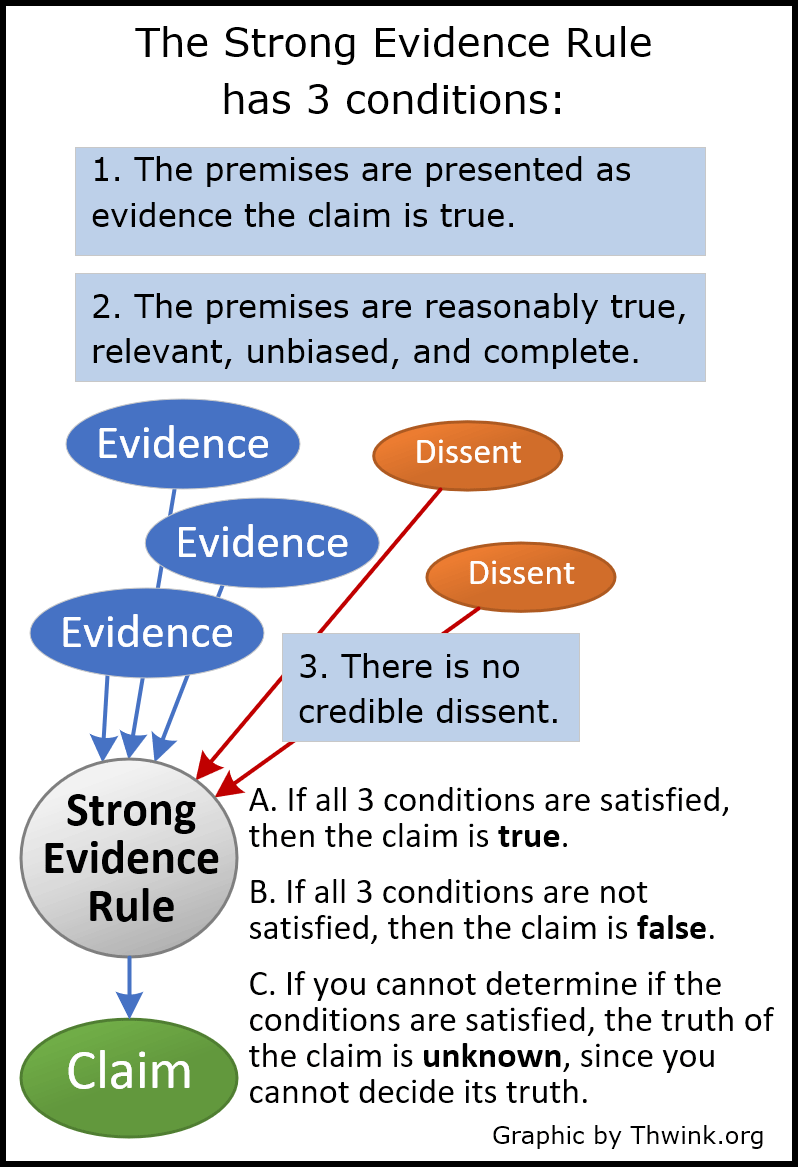 The Strong Evidence Rule
has 3 conditions:
1. The premises are presented as
evidence the claim is true.
2. The premises are reasonably true,
relevant, unbiased, and complete.
Evidence
Dissent
Evidence
Dissent
Evidence
3. There is no
credible dissent.
Strong
Evidence
Rule
A. If all 3 conditions are satisfied,
then the claim is true.
B. If all 3 conditions are not
satisfied, then the claim is false.
C. If you cannot determine if the
conditions are satisfied, the truth of
the claim is unknown, since you
cannot decide its truth.
Claim
Graphic by Thwink.org